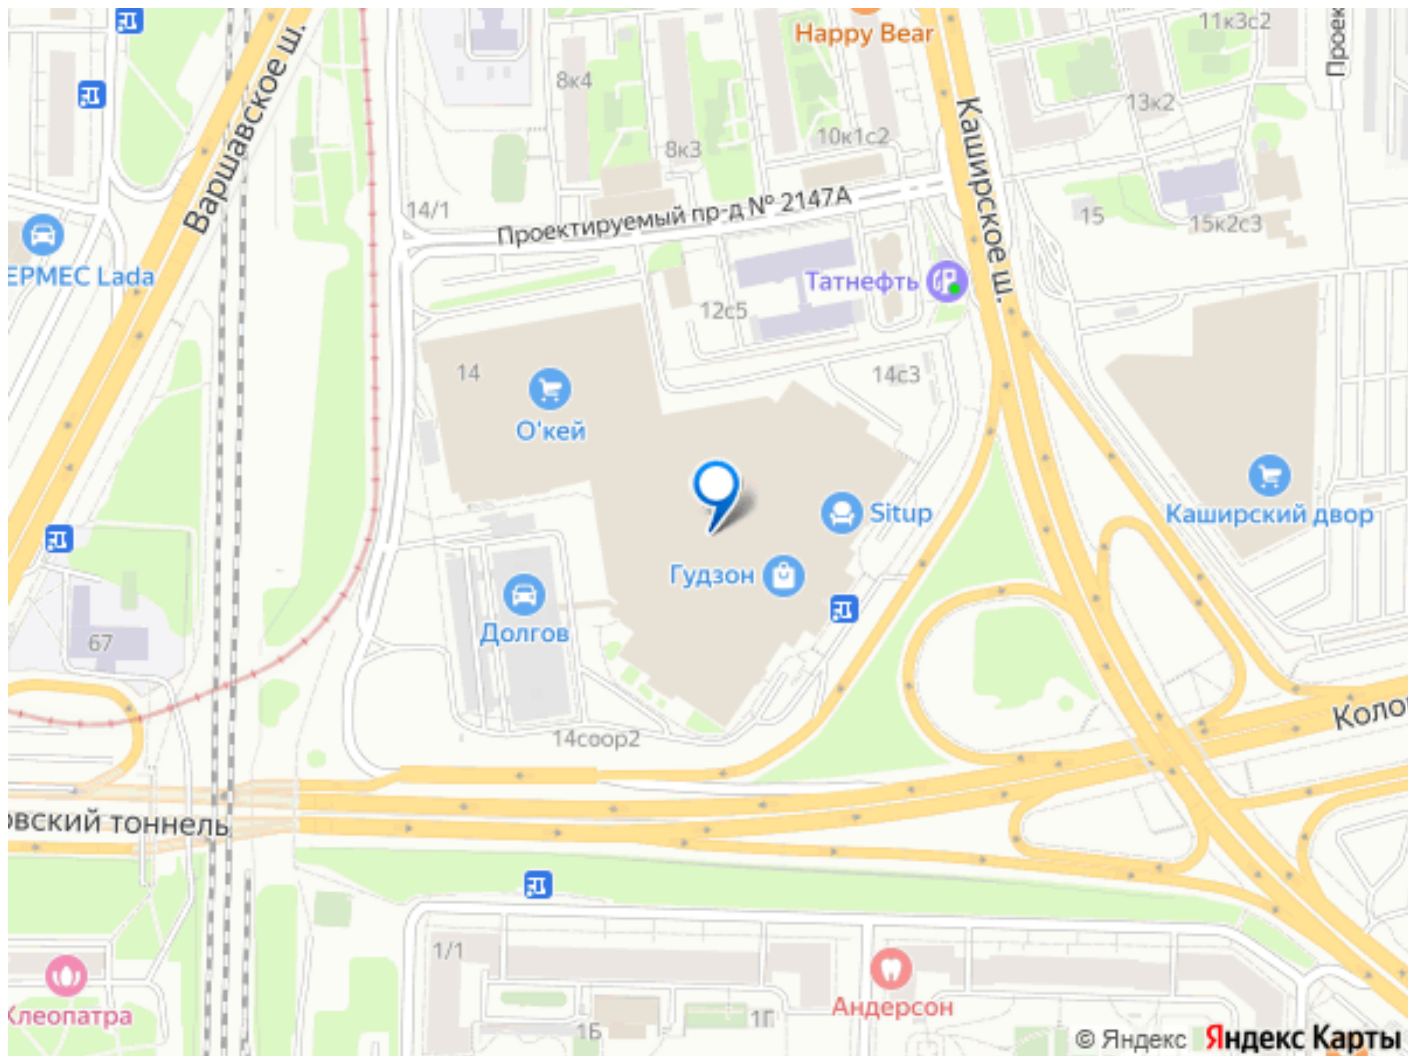 Happy Bear
11к3с2
Проек
Варшавское ш.
8к4
Каширское ш.
13к2
10к1с2
8к3
14/1
Проектируемый пр-д № 2147А
15
15к2с3
ЕРМЕС Lada
Татнефть
12с5
14
14с3
О'кей
Situp
Каширский двор
Гудзон
Долгов
67
14соор2
Коло
овский тоннель
1/1
Андерсон
Клеопатра
1Б
1Г
© Яндекс Яндекс Карты